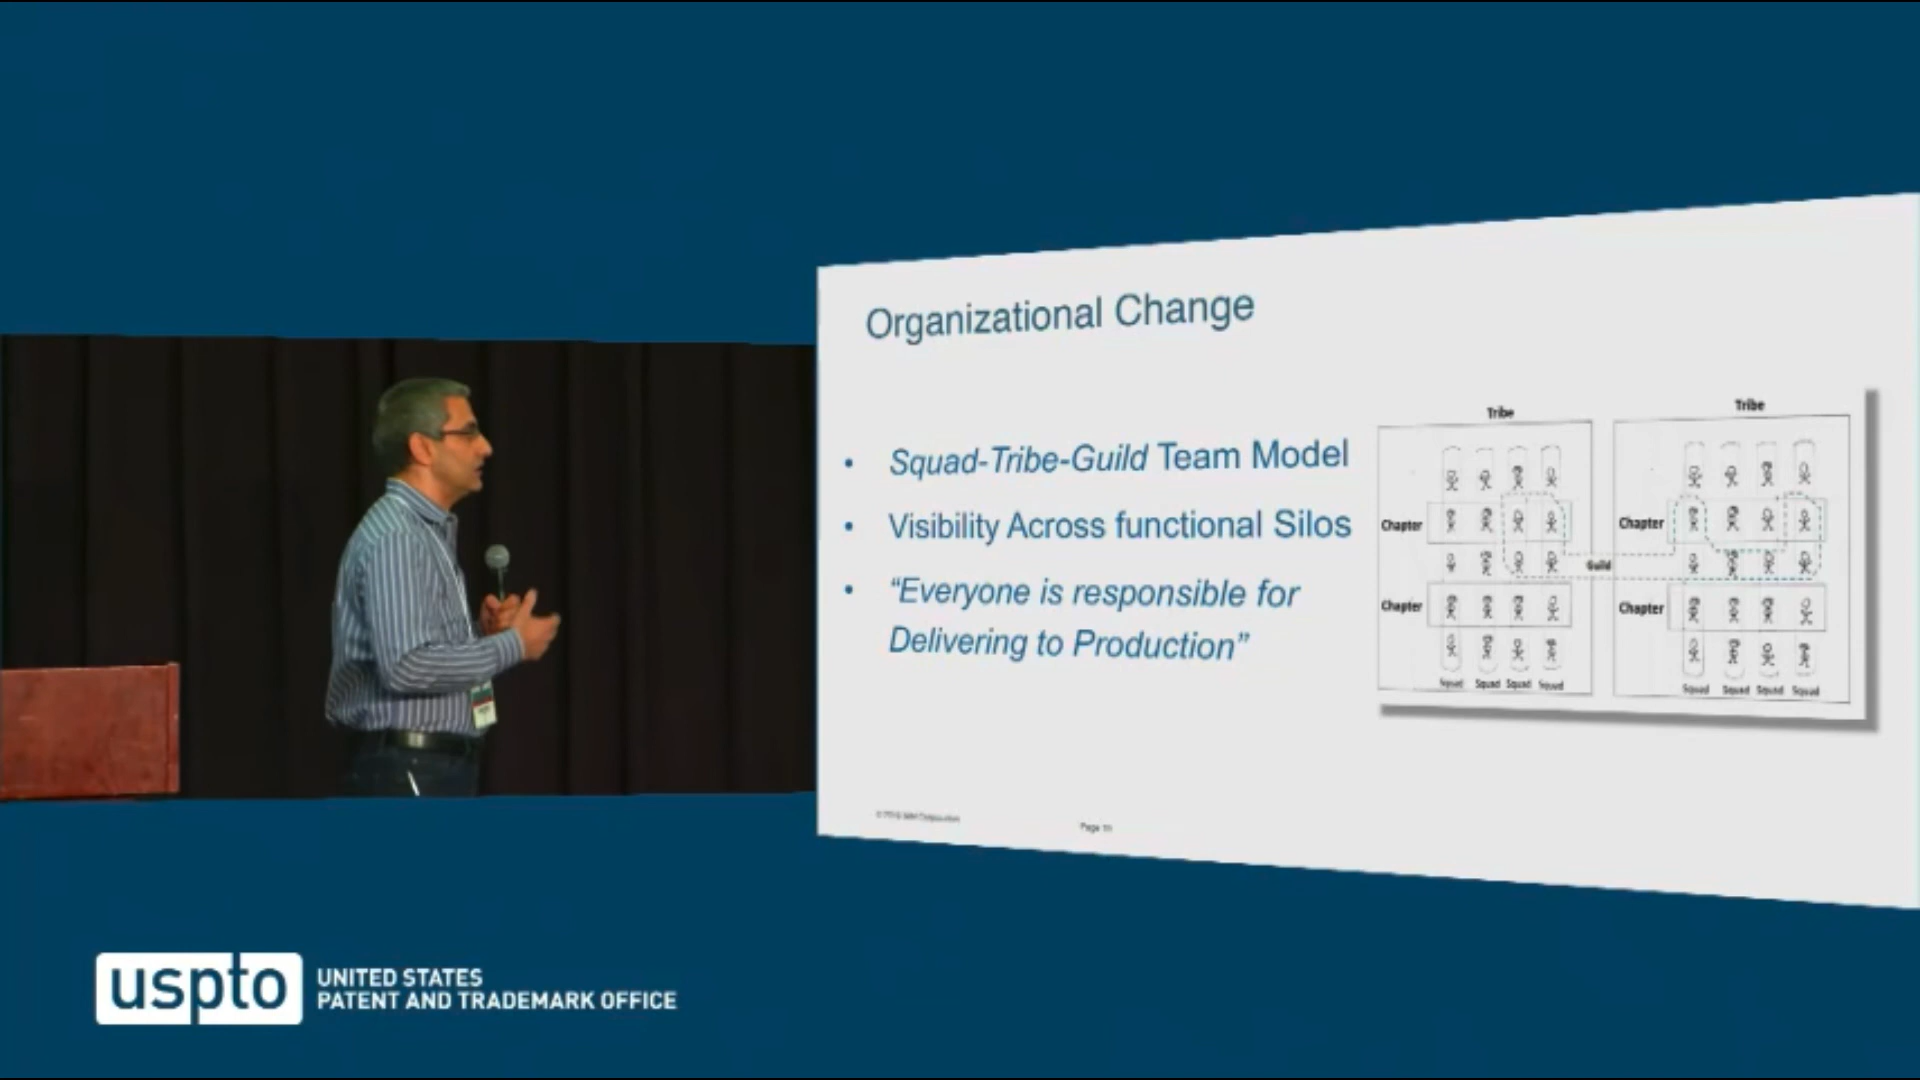 Organizational Change
• Squad-Tribe-Guild Team Model
• Visibility Across functional Silos
• “Everyone is responsible for
Delivering to Production”
Tribe
Tribe
Chapter
Chapter
Guild
Chapter
Chapter
Squad Squad Squad Squad
Squad Squad Squad Squad
Page
uspto
UNITED STATES
PATENT AND TRADEMARK OFFICE